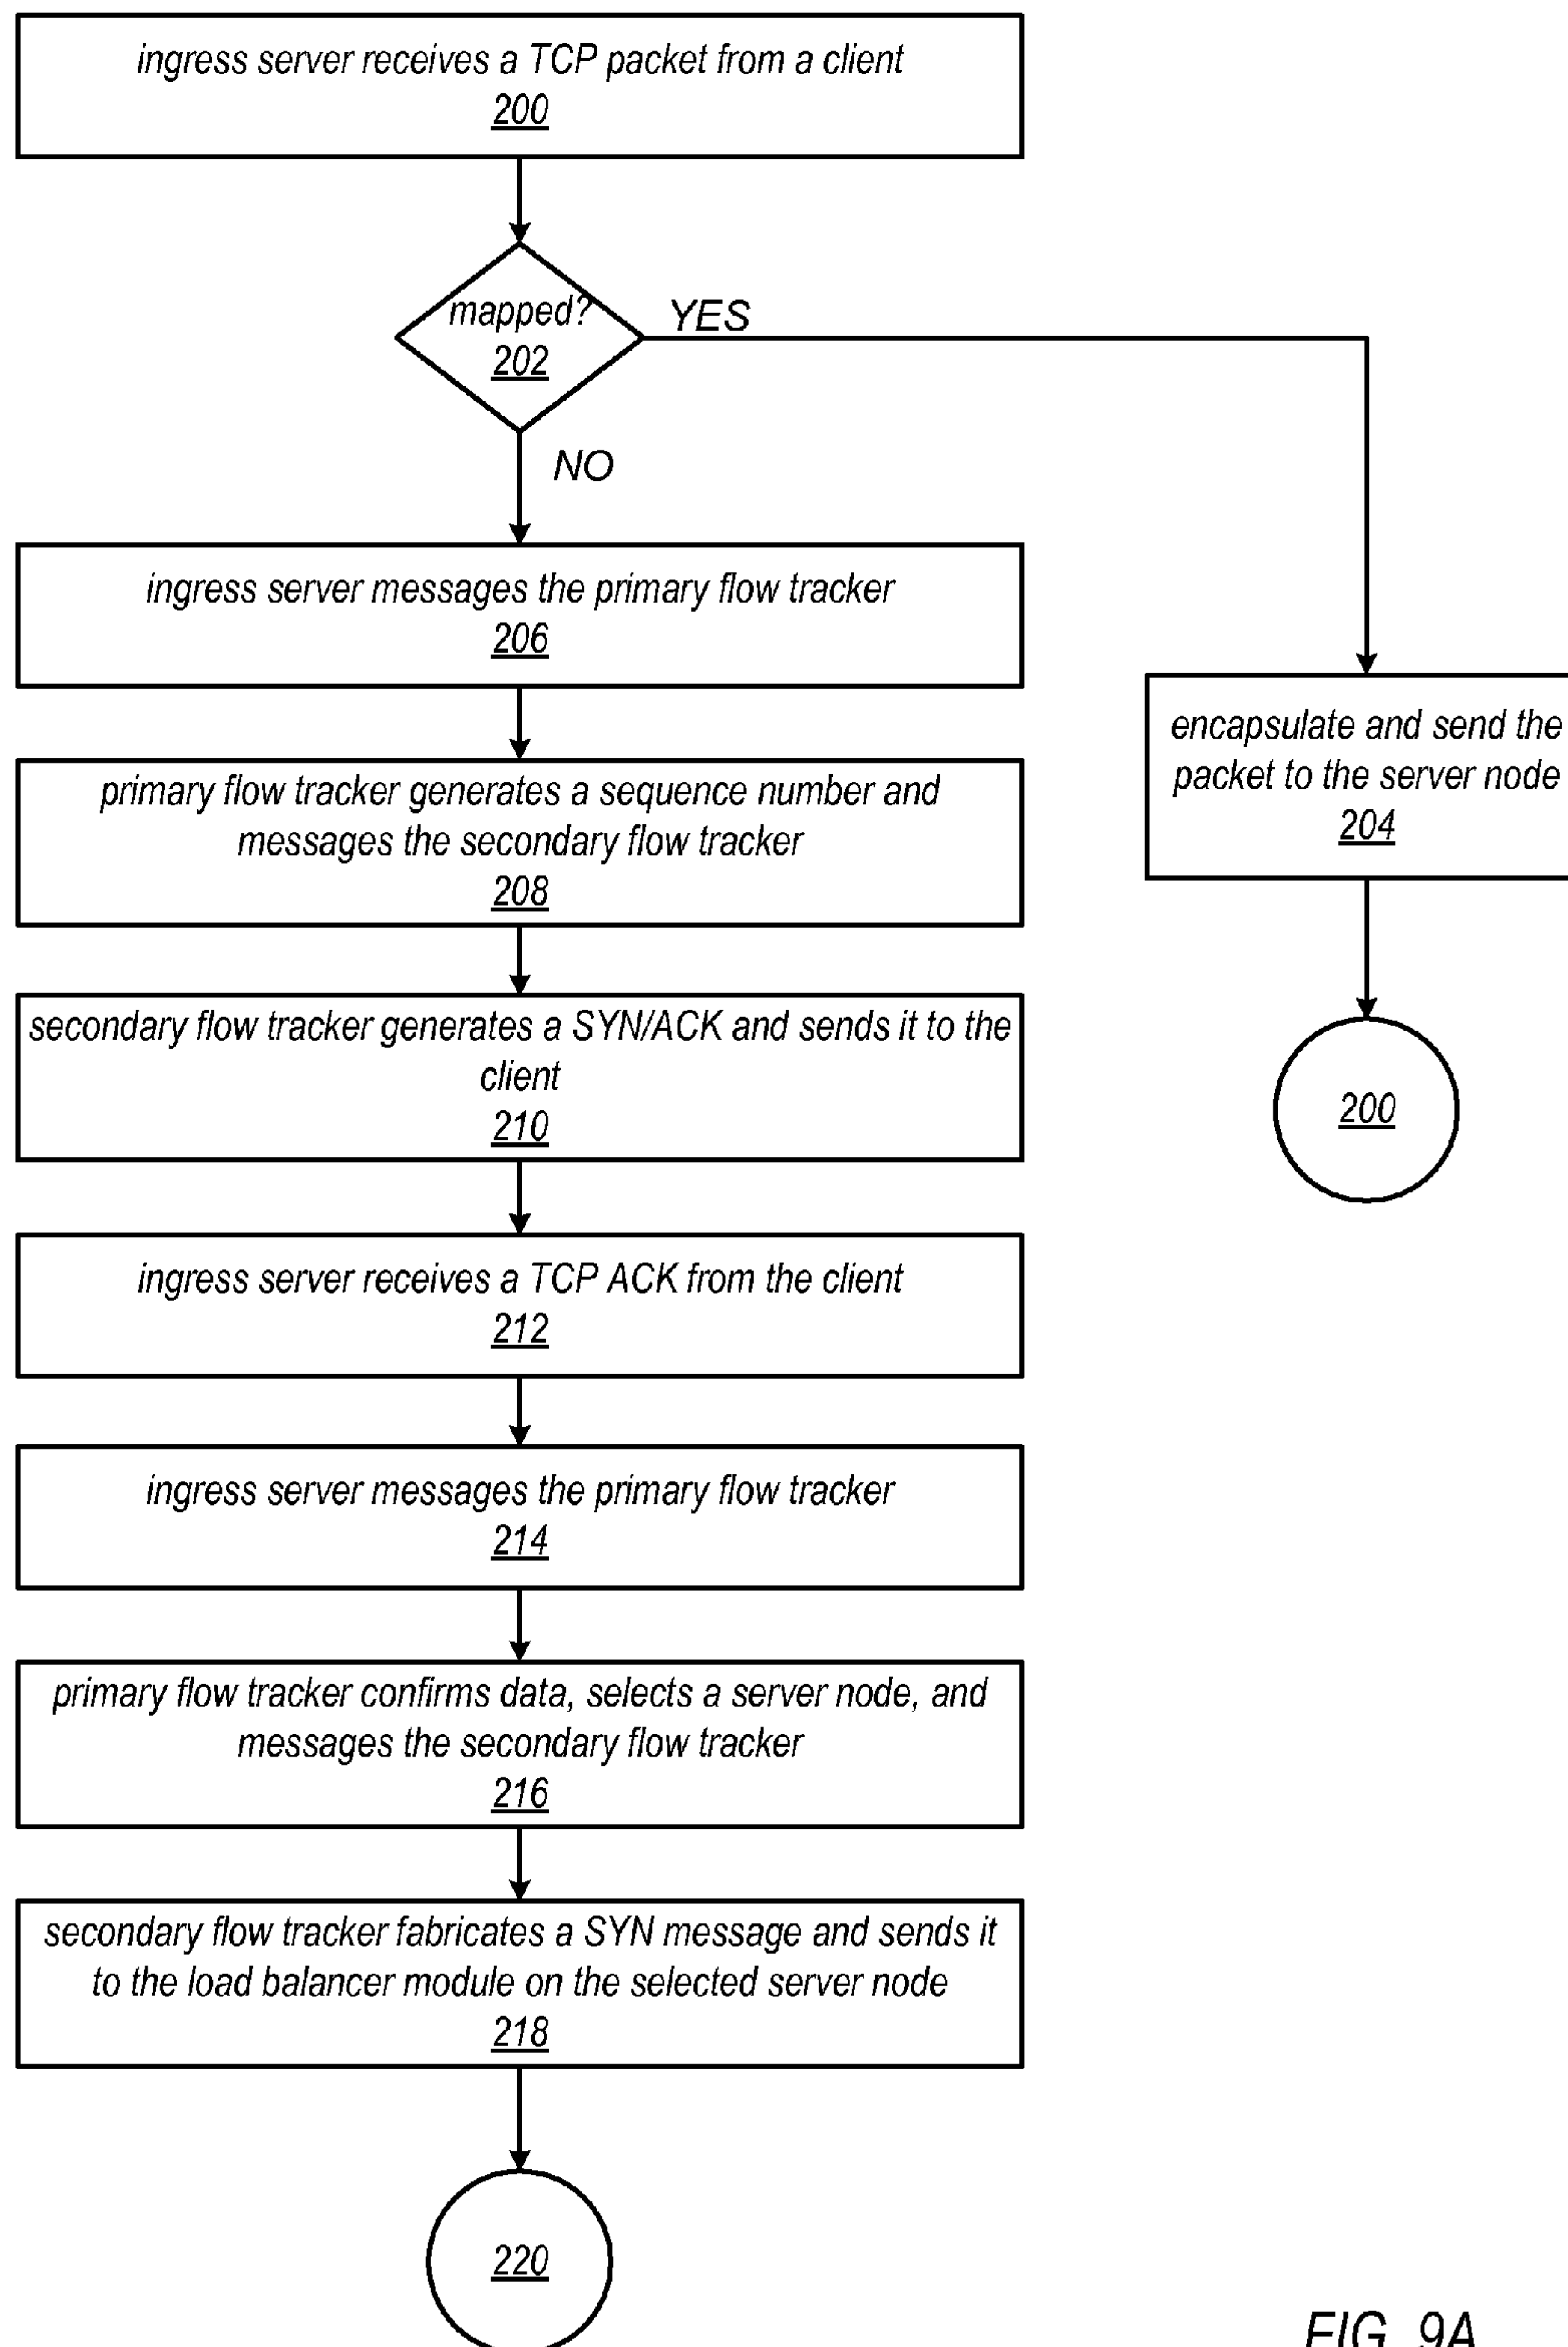 ingress server receives a TCP packet from a client
200
mapped?
202
YES
NO
ingress server messages the primary flow tracker
206
encapsulate and send the
packet to the server node
204
primary flow tracker generates a sequence number and
messages the secondary flow tracker
208
secondary flow tracker generates a SYN/ACK and sends it to the
client
210
200
ingress server receives a TCP ACK from the client
212
ingress server messages the primary flow tracker
214
primary flow tracker confirms data, selects a server node, and
messages the secondary flow tracker
216
secondary flow tracker fabricates a SYN message and sends it
to the load balancer module on the selected server node
218
220
FIG. 9A